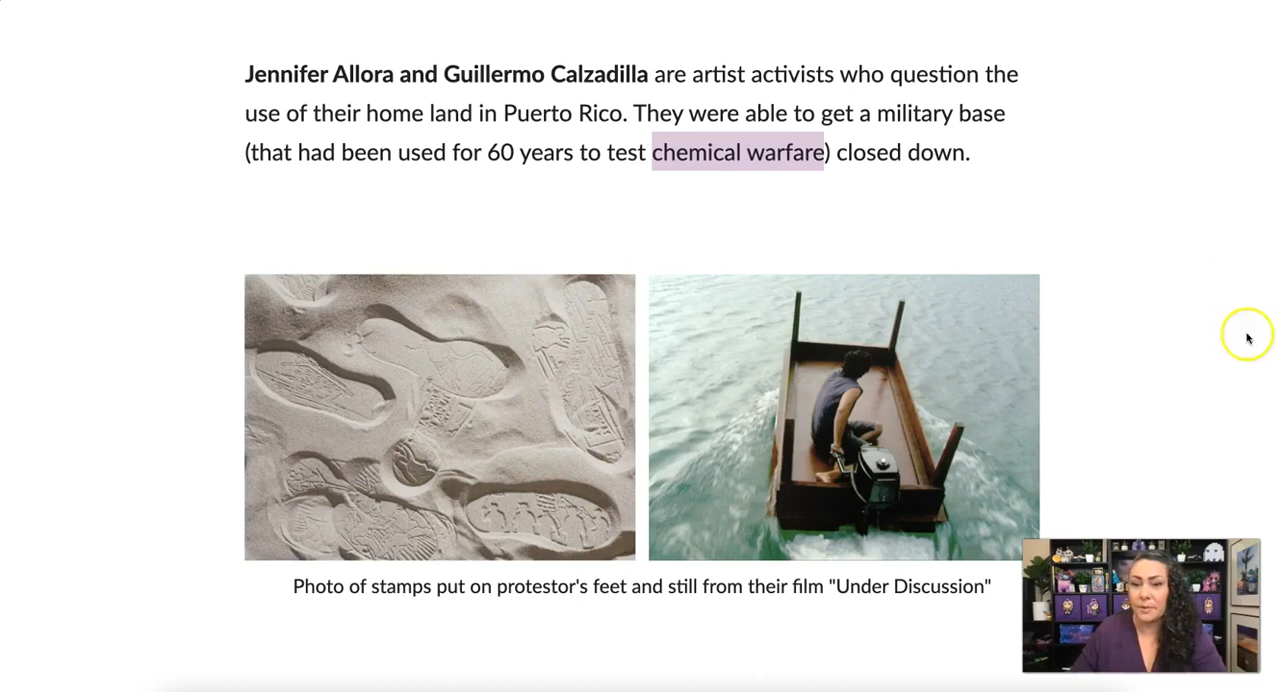 Jennifer Allora and Guillermo Calzadilla are artist activists who question the
use of their home land in Puerto Rico. They were able to get a military base
(that had been used for 60 years to test chemical warfare) closed down.
Photo of stamps put on protestor's feet and still from their film "Under Discussion"